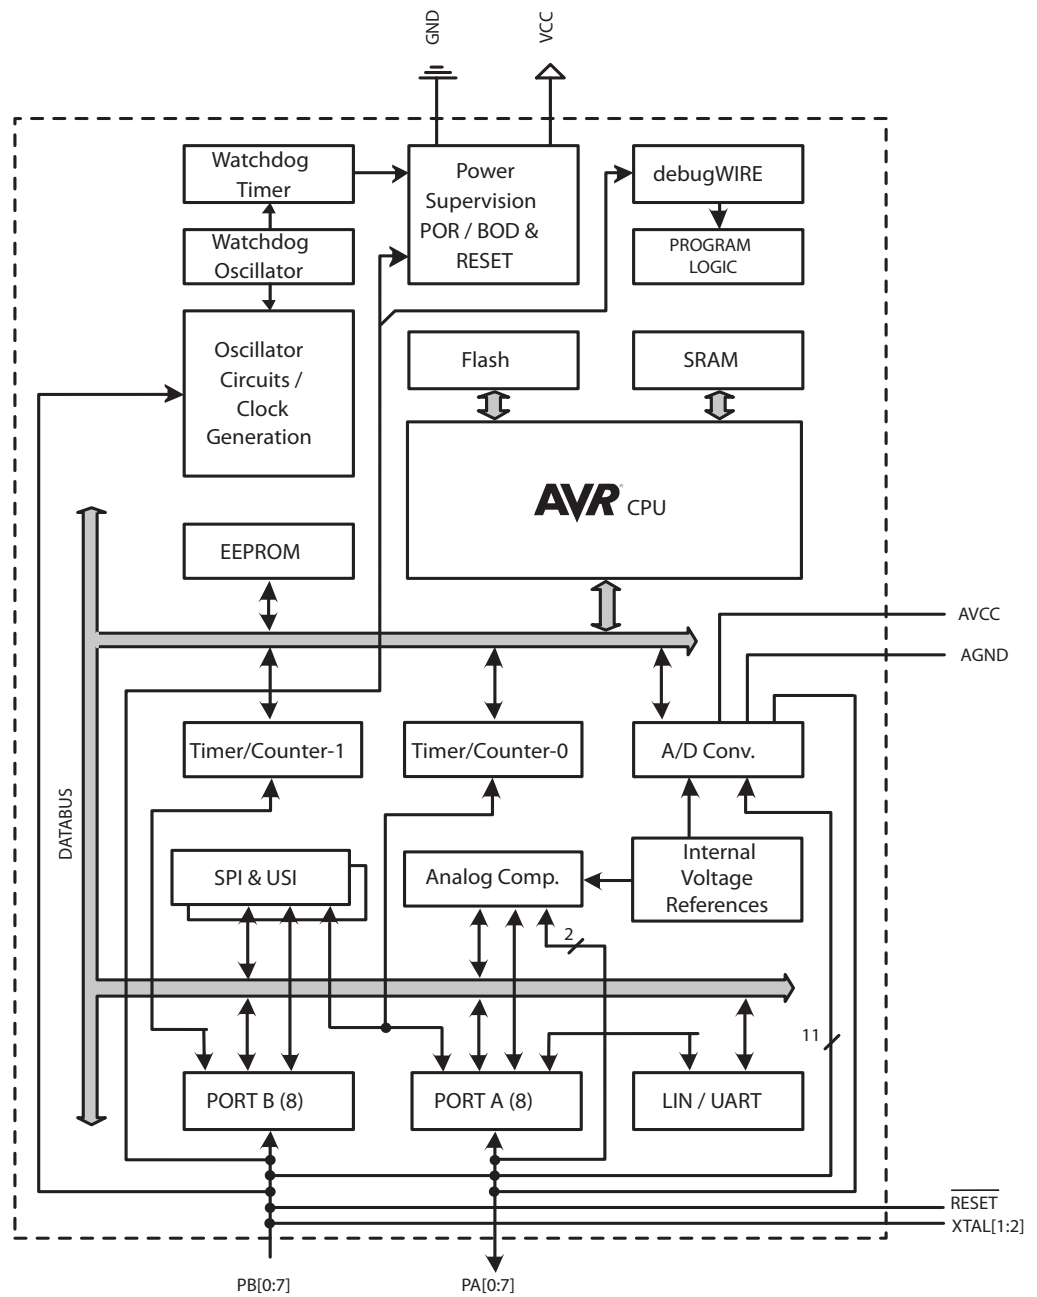 GND
VCC
Watchdog
Timer
Power
Supervision
POR / BOD &
RESET
debugWIRE
Watchdog
Oscillator
PROGRAM
LOGIC
Oscillator
Circuits /
Clock
Generation
Flash
SRAM
AVR® CPU
EEPROM
AVCC
AGND
Timer/Counter-1
Timer/Counter-0
A/D Conv.
DATABUS
SPI & USI
Analog Comp.
Internal
Voltage
References
2
11
PORT B (8)
PORT A (8)
LIN / UART
RESET
XTAL[1:2]
PB[0:7]
PA[0:7]